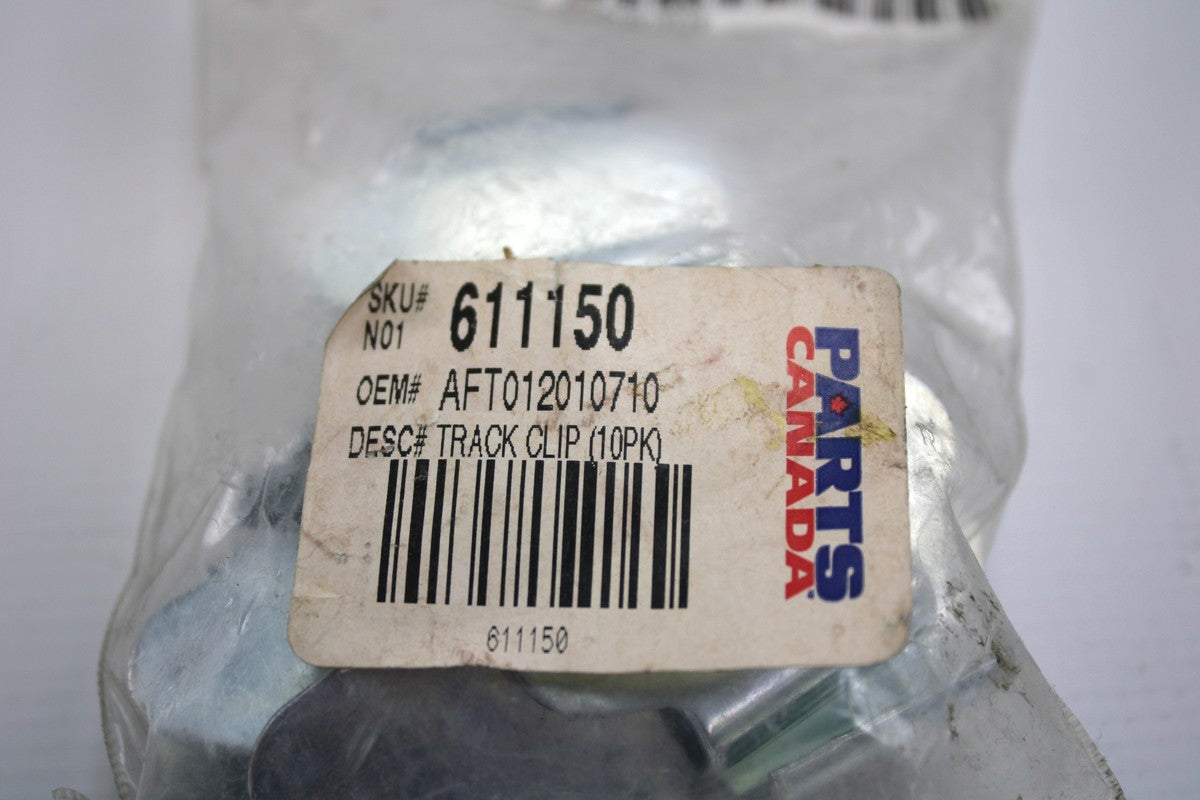 SKU# 611150
N01
OEM# AFT012010710
DESC# TRACK CLIP (10PK)
611150
PARTS
CANADA